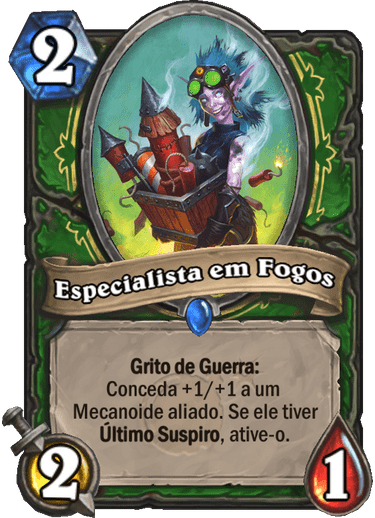 2
Especialista em Fogos
Grito de Guerra:
Conceda +1/+1 a um
Mecanoide aliado. Se ele tiver
Último Suspiro, ative-o.
2
1